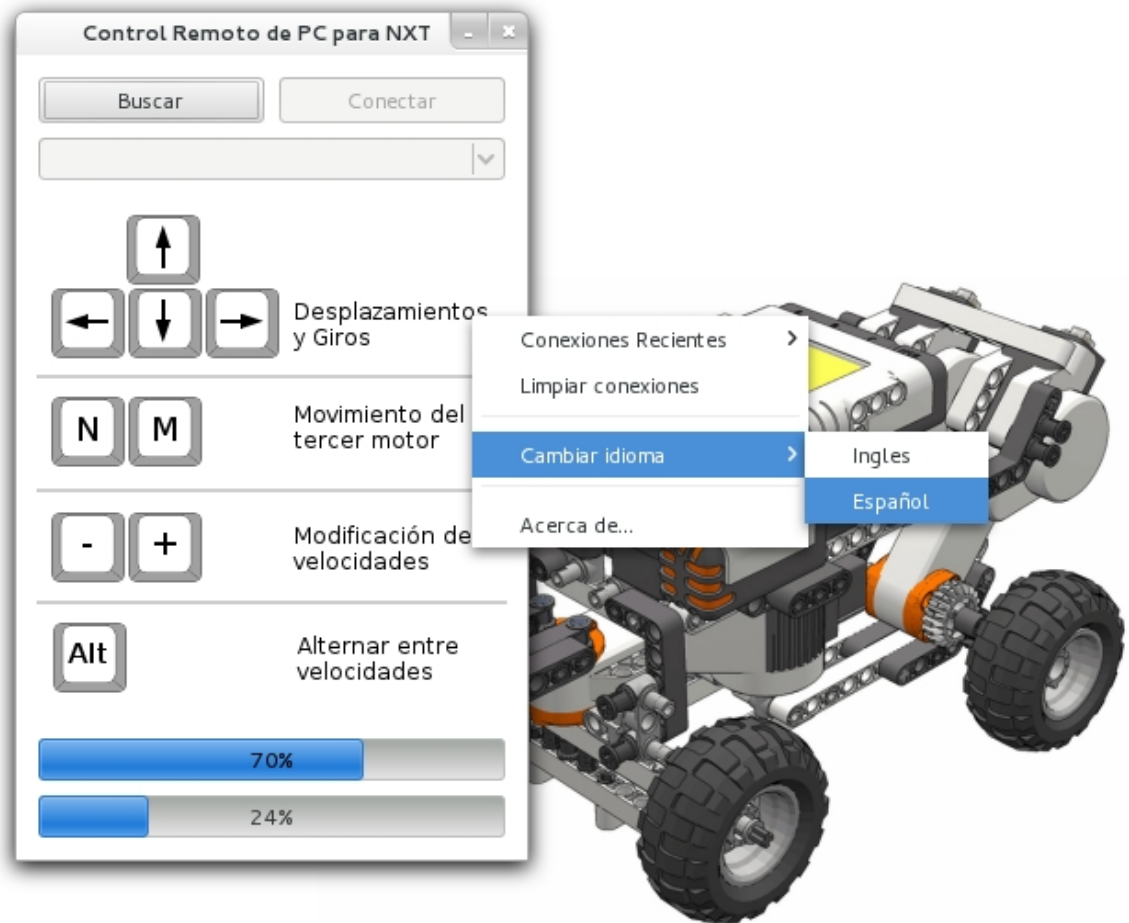 Control Remoto de PC para NXT
Buscar
Conectar
Desplazamientos
y Giros
N M
Movimiento del
tercer motor
- +
Modificación de
velocidades
Alt
Alternar entre
velocidades
70%
24%
Conexiones Recientes
Limpiar conexiones
Cambiar idioma
Acerca de...
Ingles
Español